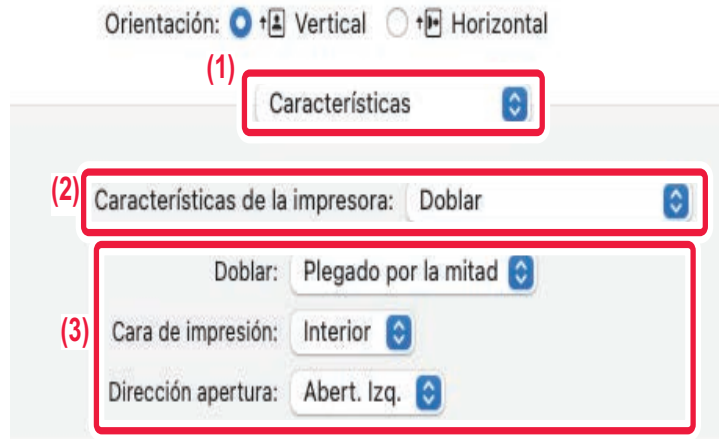 Orientación: Vertical Horizontal
(1)
Características
(2) Características de la impresora: Doblar
Doblar: Plegado por la mitad
(3) Cara de impresión: Interior
Dirección apertura: Abert. Izq.